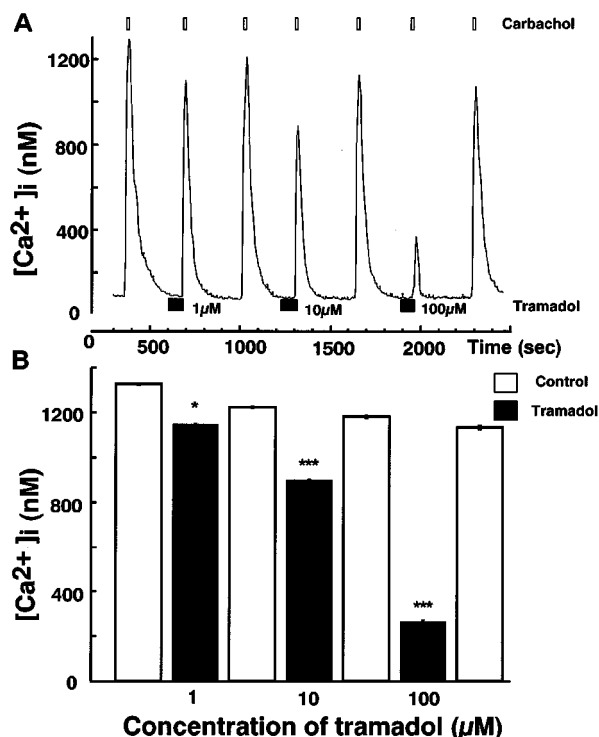 A
Carbachol
1200
800
400
0
[Ca2+]i (nM)
1µM
10µM
100µM
Tramadol
0 500 1000 1500 2000 Time (sec)
B
Control
Tramadol
1200
800
400
0
[Ca2+]i (nM)
*
***
***
1 10 100
Concentration of tramadol (µM)